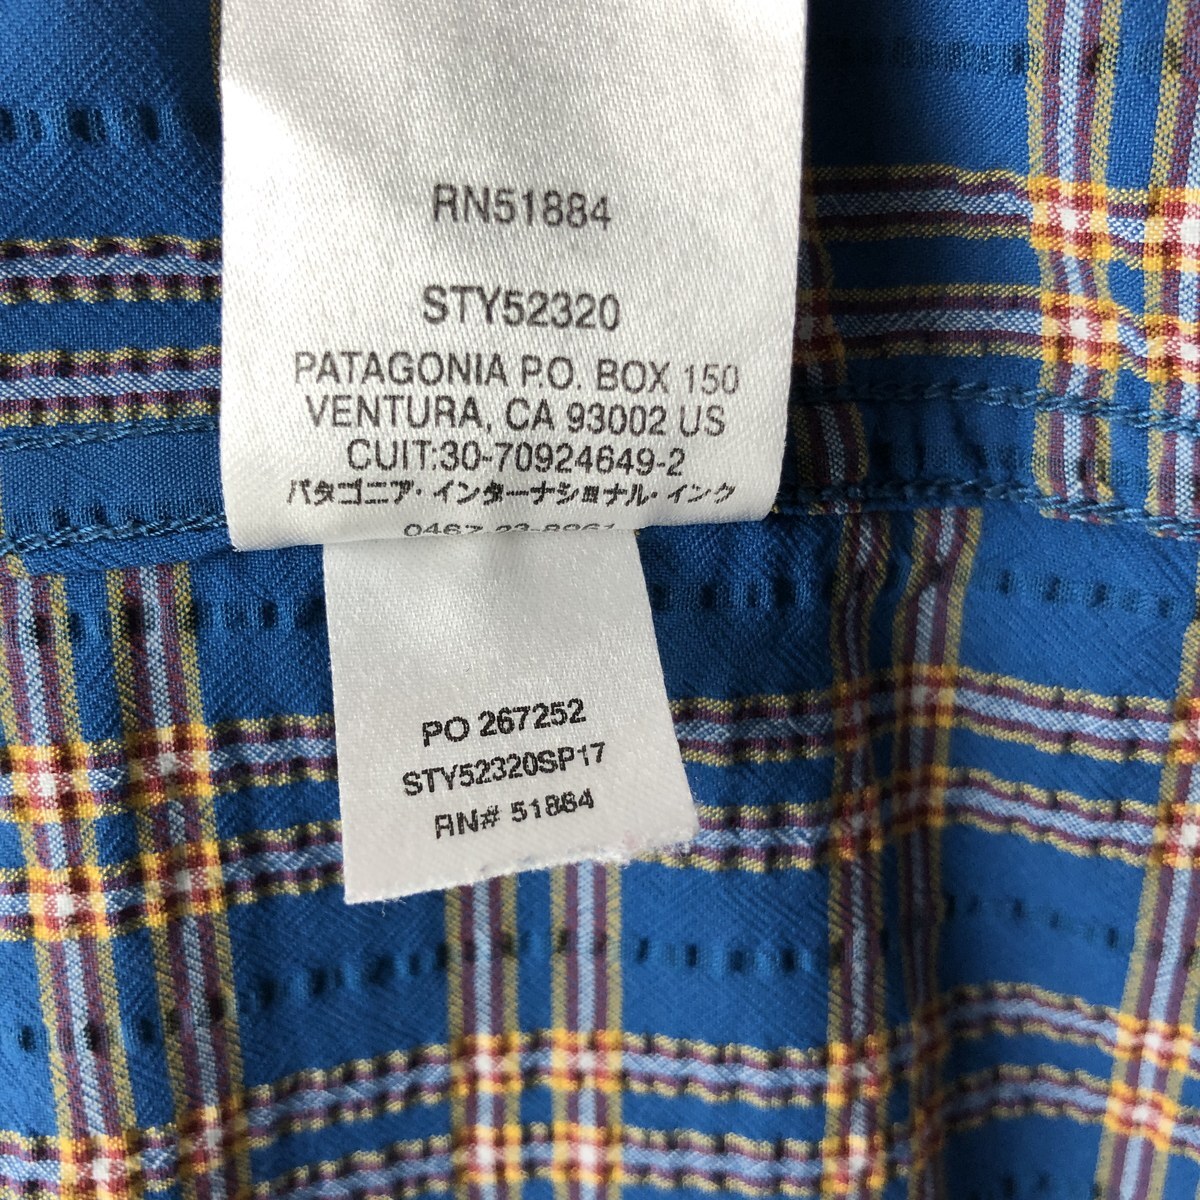 RN51884
STY52320
PATAGONIA P.O. BOX 150
VENTURA, CA 93002 US
CUIT:30-70924649-2
パタゴニア・インターナショナル・インク
PO 267252
STY52320SP17
RN# 51884